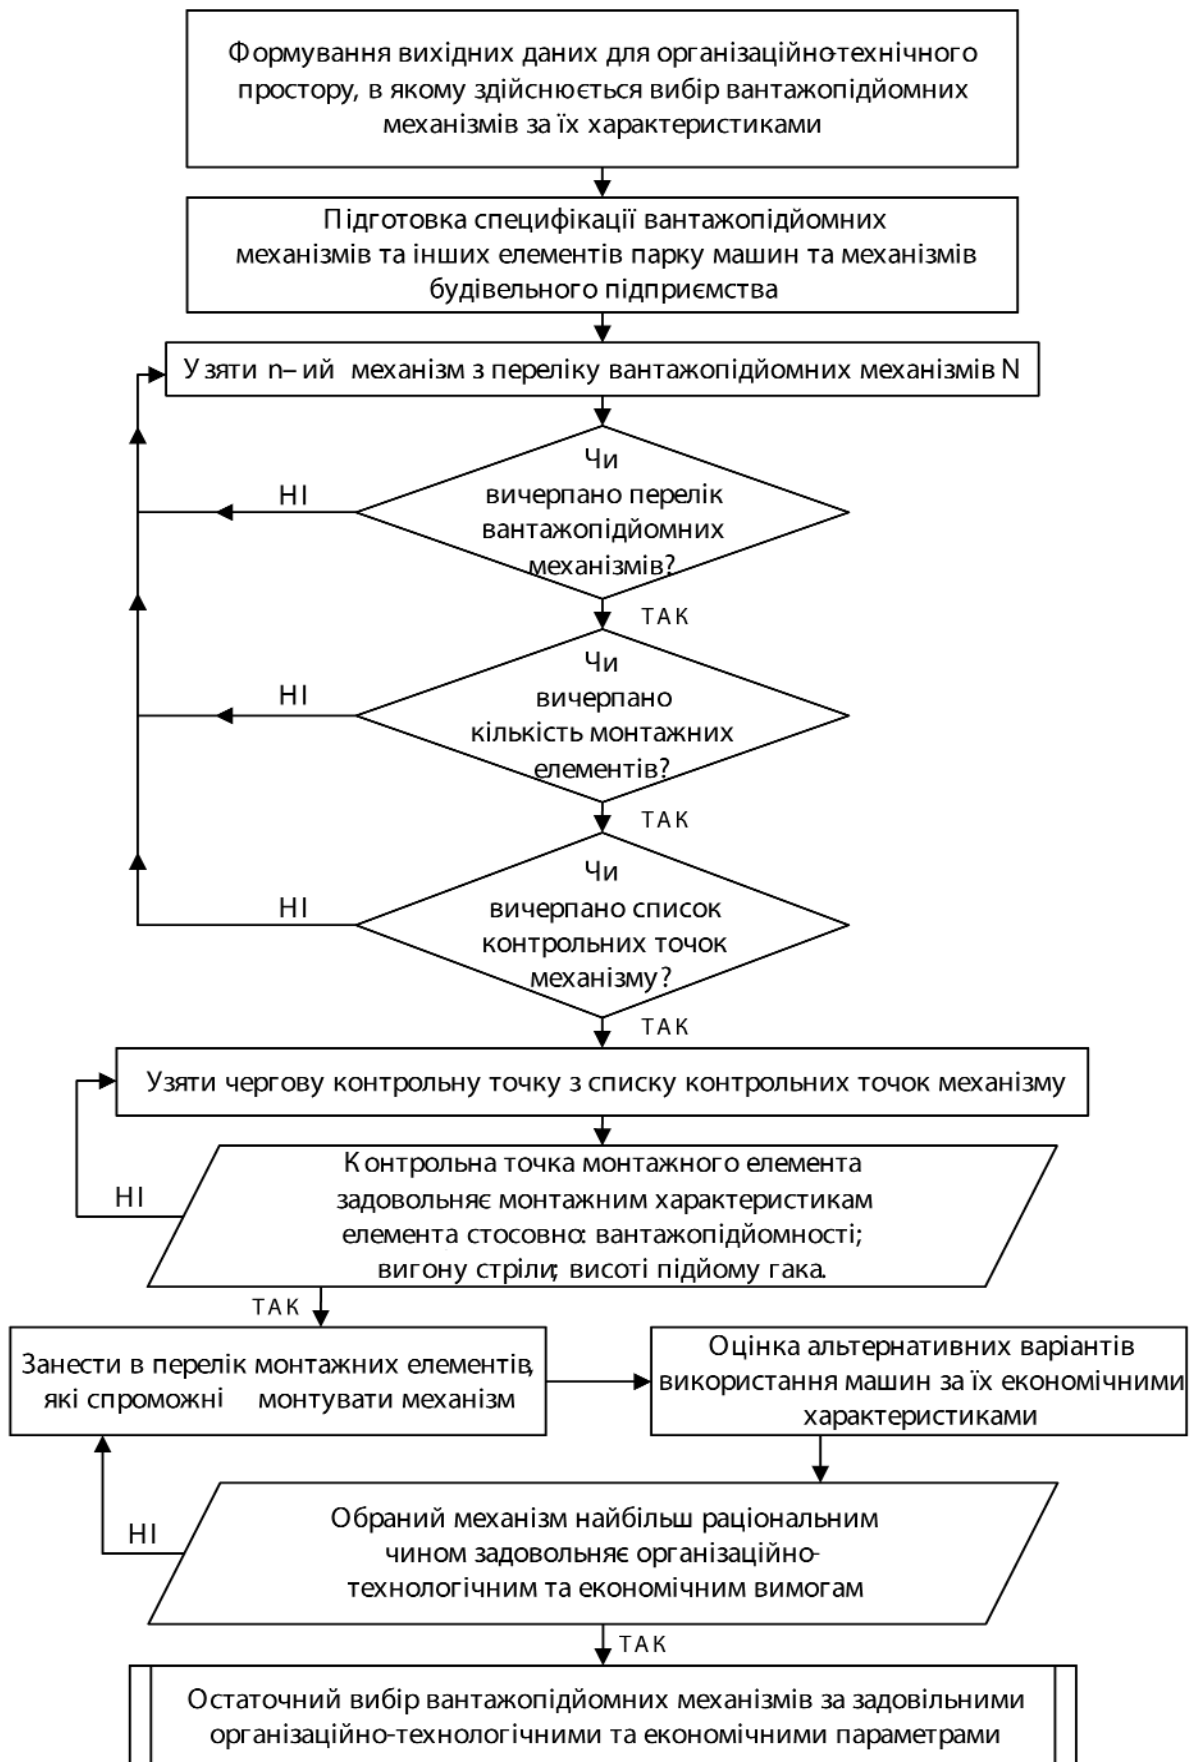 Формування вихідних даних для організаційно-технічного
простору, в якому здійснюється вибір вантажопідйомних
механізмів за їх характеристиками
Підготовка специфікації вантажопідйомних
механізмів та інших елементів парку машин та механізмів
будівельного підприємства
Узяти n– ий механізм з переліку вантажопідйомних механізмів N
Чи
вичерпано перелік
вантажопідйомних
механізмів?
НІ
ТАК
Чи
вичерпано
кількість монтажних
елементів?
НІ
ТАК
Чи
вичерпано список
контрольних точок
механізму?
НІ
ТАК
Узяти чергову контрольну точку з списку контрольних точок механізму
Контрольна точка монтажного елемента
задовольняє монтажним характеристикам
елемента стосовно: вантажопідйомності;
вигону стріли; висоті підйому гака.
НІ
ТАК
Занести в перелік монтажних елементів,
які спроможні монтувати механізм
Оцінка альтернативних варіантів
використання машин за їх економічними
характеристиками
Обраний механізм найбільш раціональним
чином задовольняє організаційно-
технологічним та економічним вимогам
НІ
ТАК
Остаточний вибір вантажопідйомних механізмів за задовільними
організаційно-технологічними та економічними параметрами